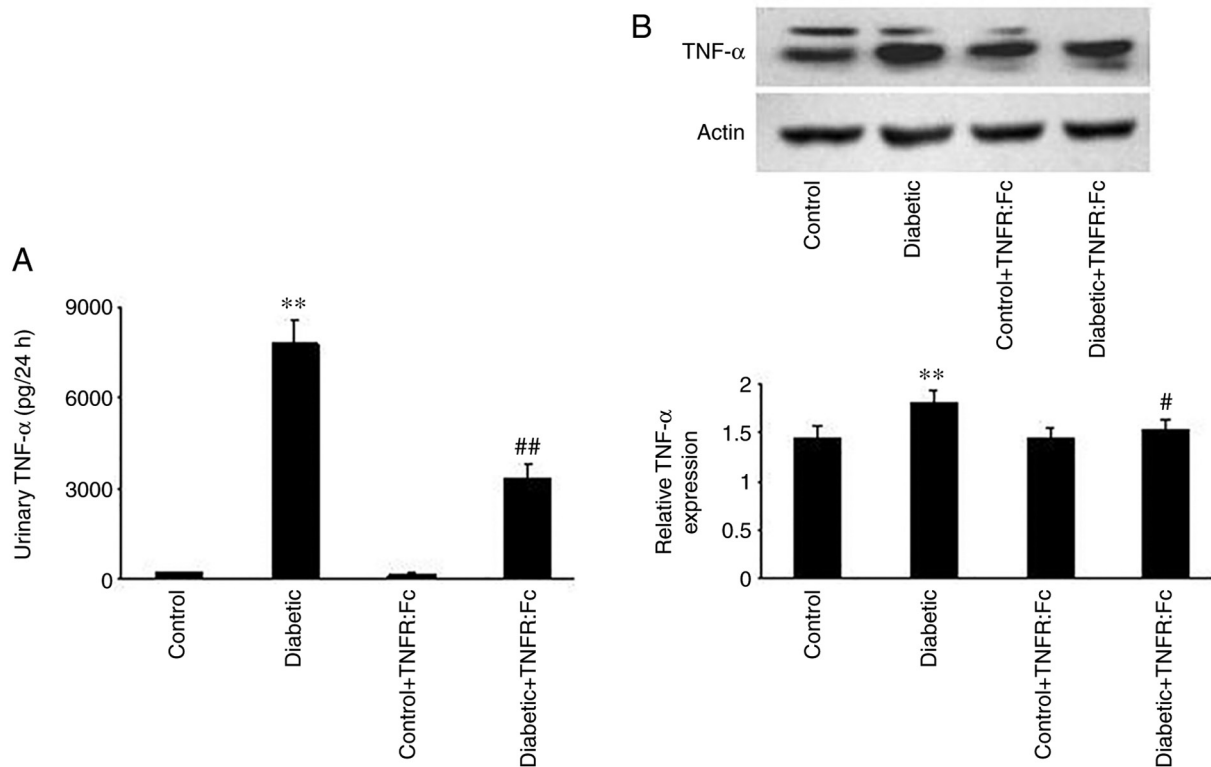 B
TNF-α
Actin
Control
Diabetic
Control+TNFR:Fc
Diabetic+TNFR:Fc
A
Urinary TNF-α (pg/24 h)
9000
6000
3000
0
**
##
Control
Diabetic
Control+TNFR:Fc
Diabetic+TNFR:Fc
Relative TNF-α
expression
2
1.5
1
0.5
0
**
#
Control
Diabetic
Control+TNFR:Fc
Diabetic+TNFR:Fc